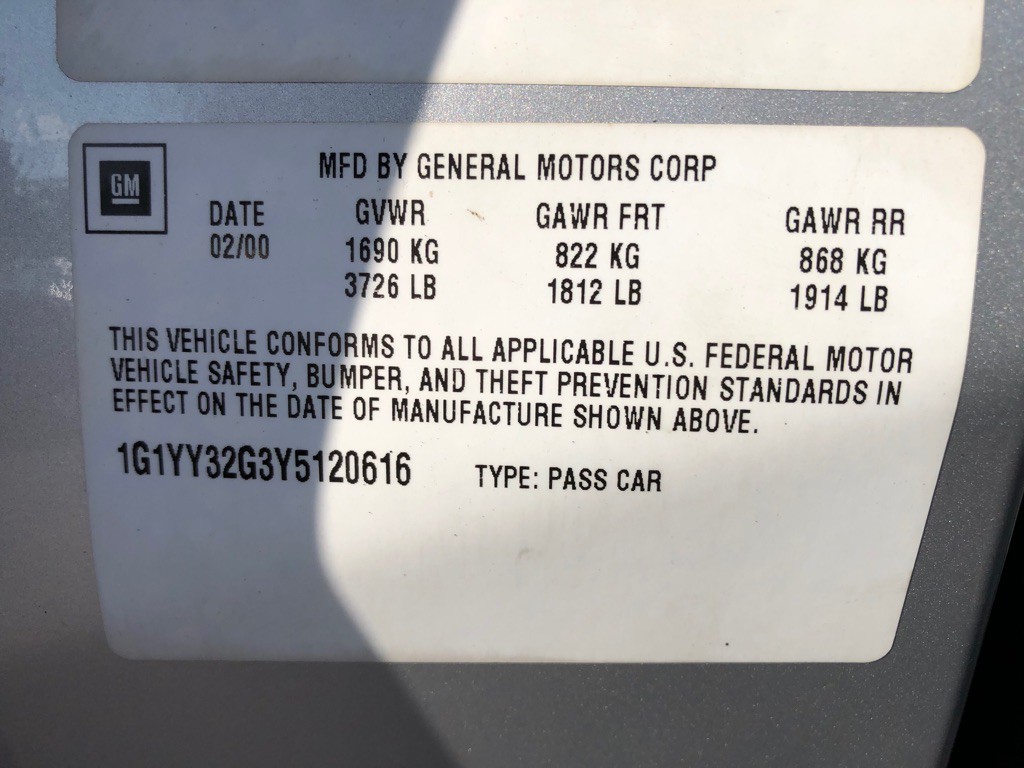 GM
MFD BY GENERAL MOTORS CORP
DATE GVWR GAWR FRT GAWR RR
02/00 1690 KG 822 KG 868 KG
3726 LB 1812 LB 1914 LB
THIS VEHICLE CONFORMS TO ALL APPLICABLE U.S. FEDERAL MOTOR
VEHICLE SAFETY, BUMPER, AND THEFT PREVENTION STANDARDS IN
EFFECT ON THE DATE OF MANUFACTURE SHOWN ABOVE.
1G1YY32G3Y5120616 TYPE: PASS CAR